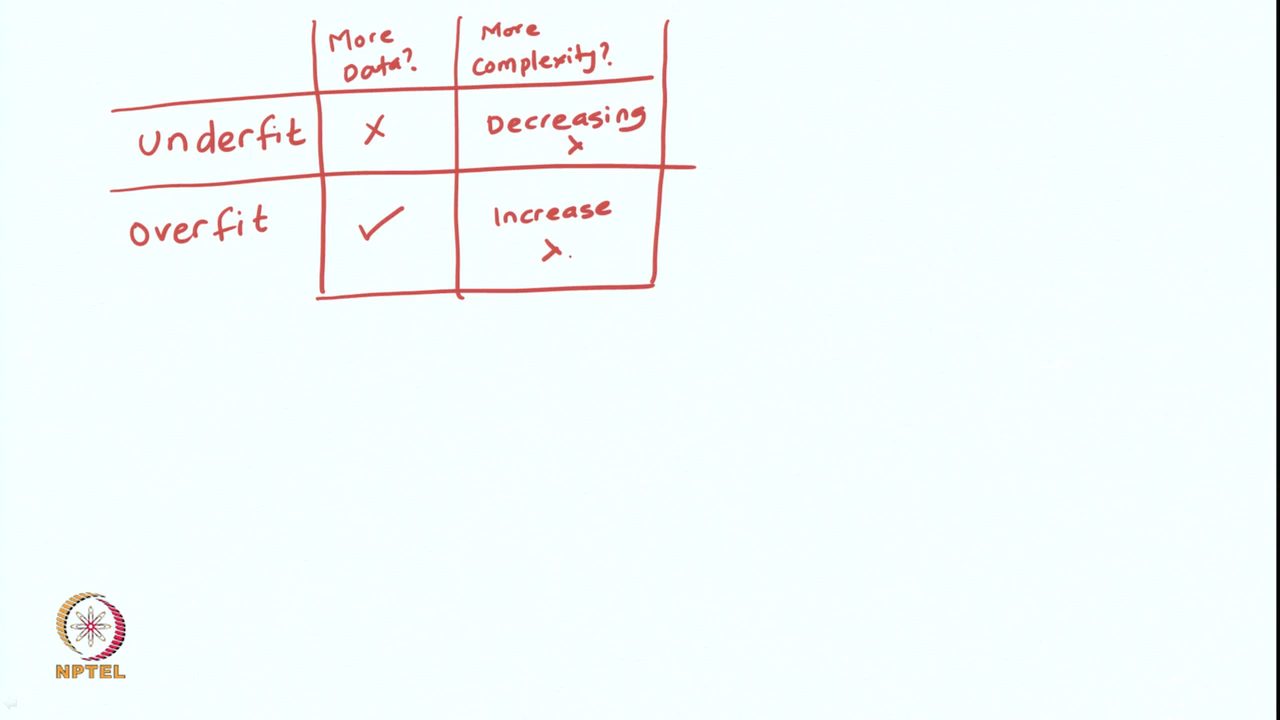 More
Data?
More
Complexity?
Underfit
x
Decreasing
x
Overfit
✓
Increase
x.
NPTEL